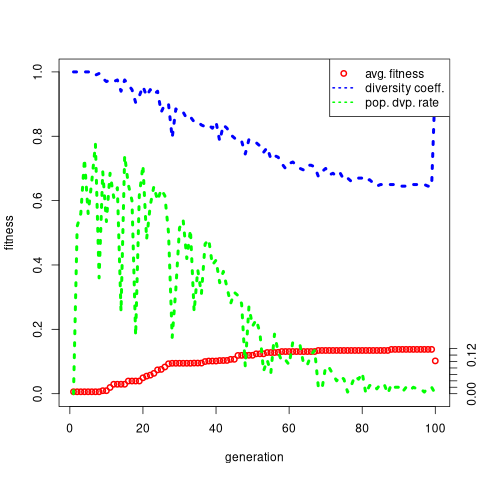 avg. fitness
diversity coeff.
pop. dvp. rate
fitness
0.0 0.2 0.4 0.6 0.8 1.0
0.00 0.12
0 20 40 60 80 100
generation